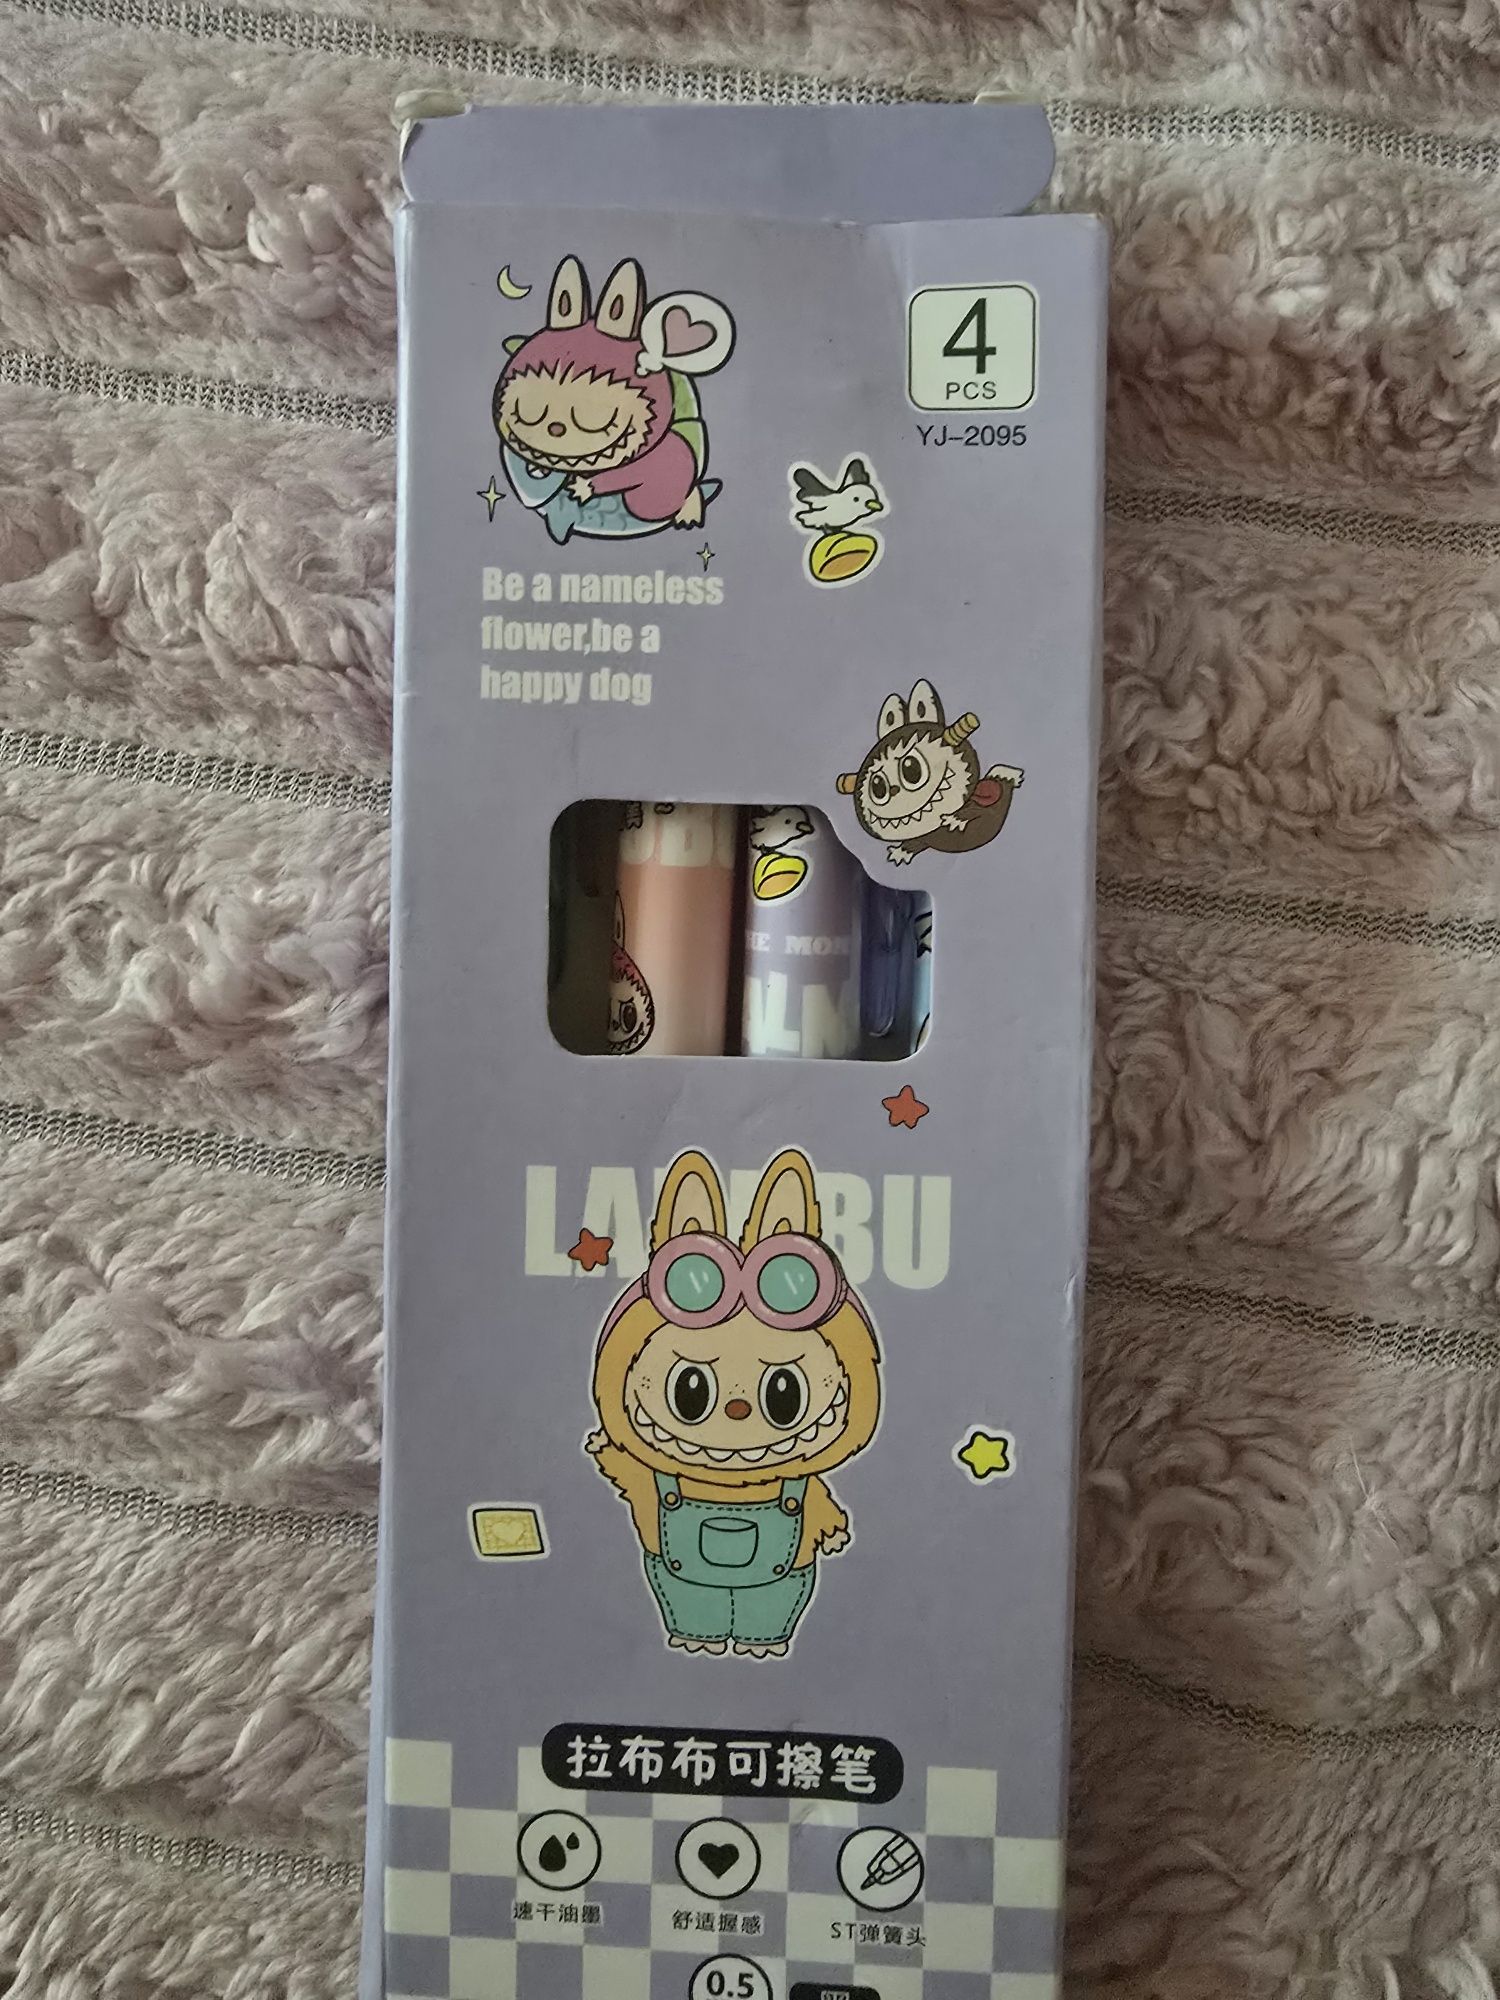 4
PCS
YJ-2095
Be a nameless
flower,be a
happy dog
LABUBU
拉布布可擦笔
速干油墨
舒适握感
ST弹簧头
0.5